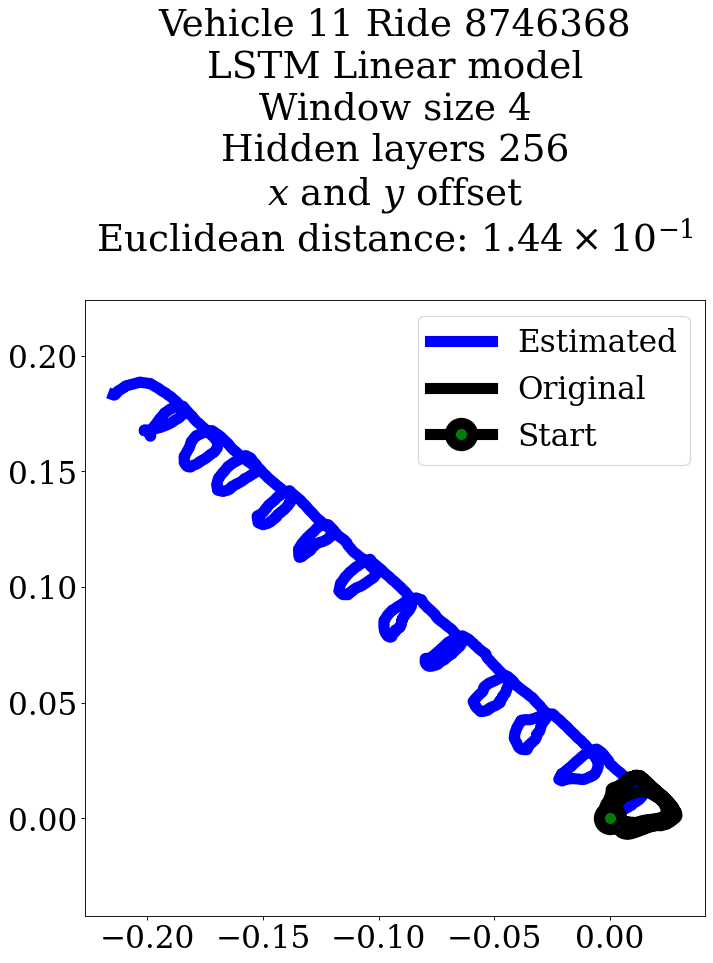 Vehicle 11 Ride 8746368
LSTM Linear model
Window size 4
Hidden layers 256
x and y offset
Euclidean distance: 1.44 × 10⁻¹
Estimated
Original
Start
0.20
0.15
0.10
0.05
0.00
−0.20 −0.15 −0.10 −0.05 0.00